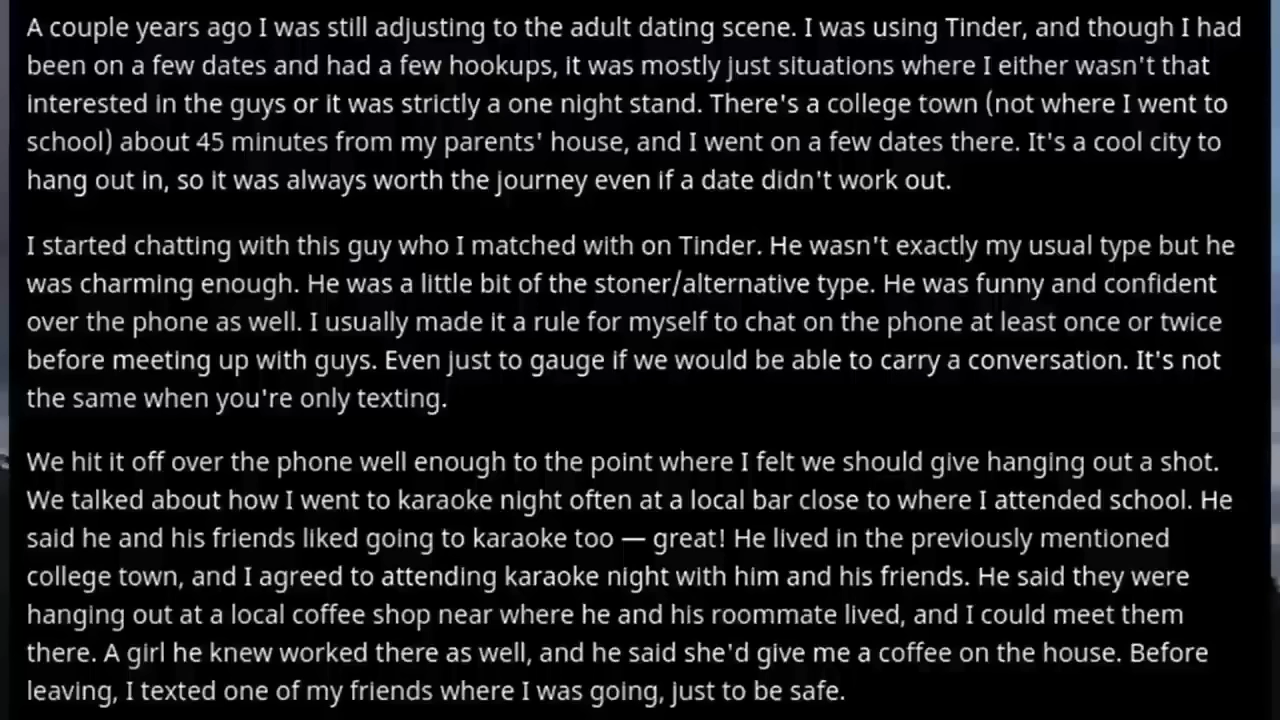 A couple years ago I was still adjusting to the adult dating scene. I was using Tinder, and though I had
been on a few dates and had a few hookups, it was mostly just situations where I either wasn't that
interested in the guys or it was strictly a one night stand. There's a college town (not where I went to
school) about 45 minutes from my parents' house, and I went on a few dates there. It's a cool city to
hang out in, so it was always worth the journey even if a date didn't work out.
I started chatting with this guy who I matched with on Tinder. He wasn't exactly my usual type but he
was charming enough. He was a little bit of the stoner/alternative type. He was funny and confident
over the phone as well. I usually made it a rule for myself to chat on the phone at least once or twice
before meeting up with guys. Even just to gauge if we would be able to carry a conversation. It's not
the same when you're only texting.
We hit it off over the phone well enough to the point where I felt we should give hanging out a shot.
We talked about how I went to karaoke night often at a local bar close to where I attended school. He
said he and his friends liked going to karaoke too — great! He lived in the previously mentioned
college town, and I agreed to attending karaoke night with him and his friends. He said they were
hanging out at a local coffee shop near where he and his roommate lived, and I could meet them
there. A girl he knew worked there as well, and he said she'd give me a coffee on the house. Before
leaving, I texted one of my friends where I was going, just to be safe.